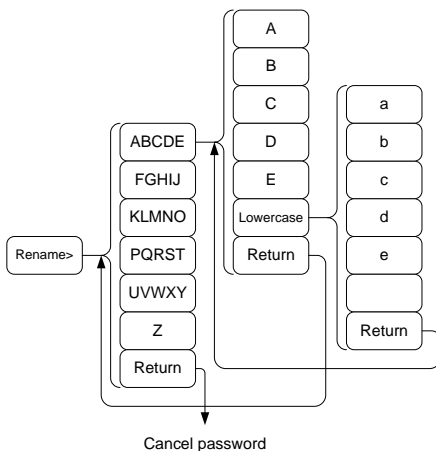 Rename>
ABCDE
FGHIJ
KLMNO
PQRST
UVWXY
Z
Return
A
B
C
D
E
Lowercase
Return
a
b
c
d
e
Return
Cancel password